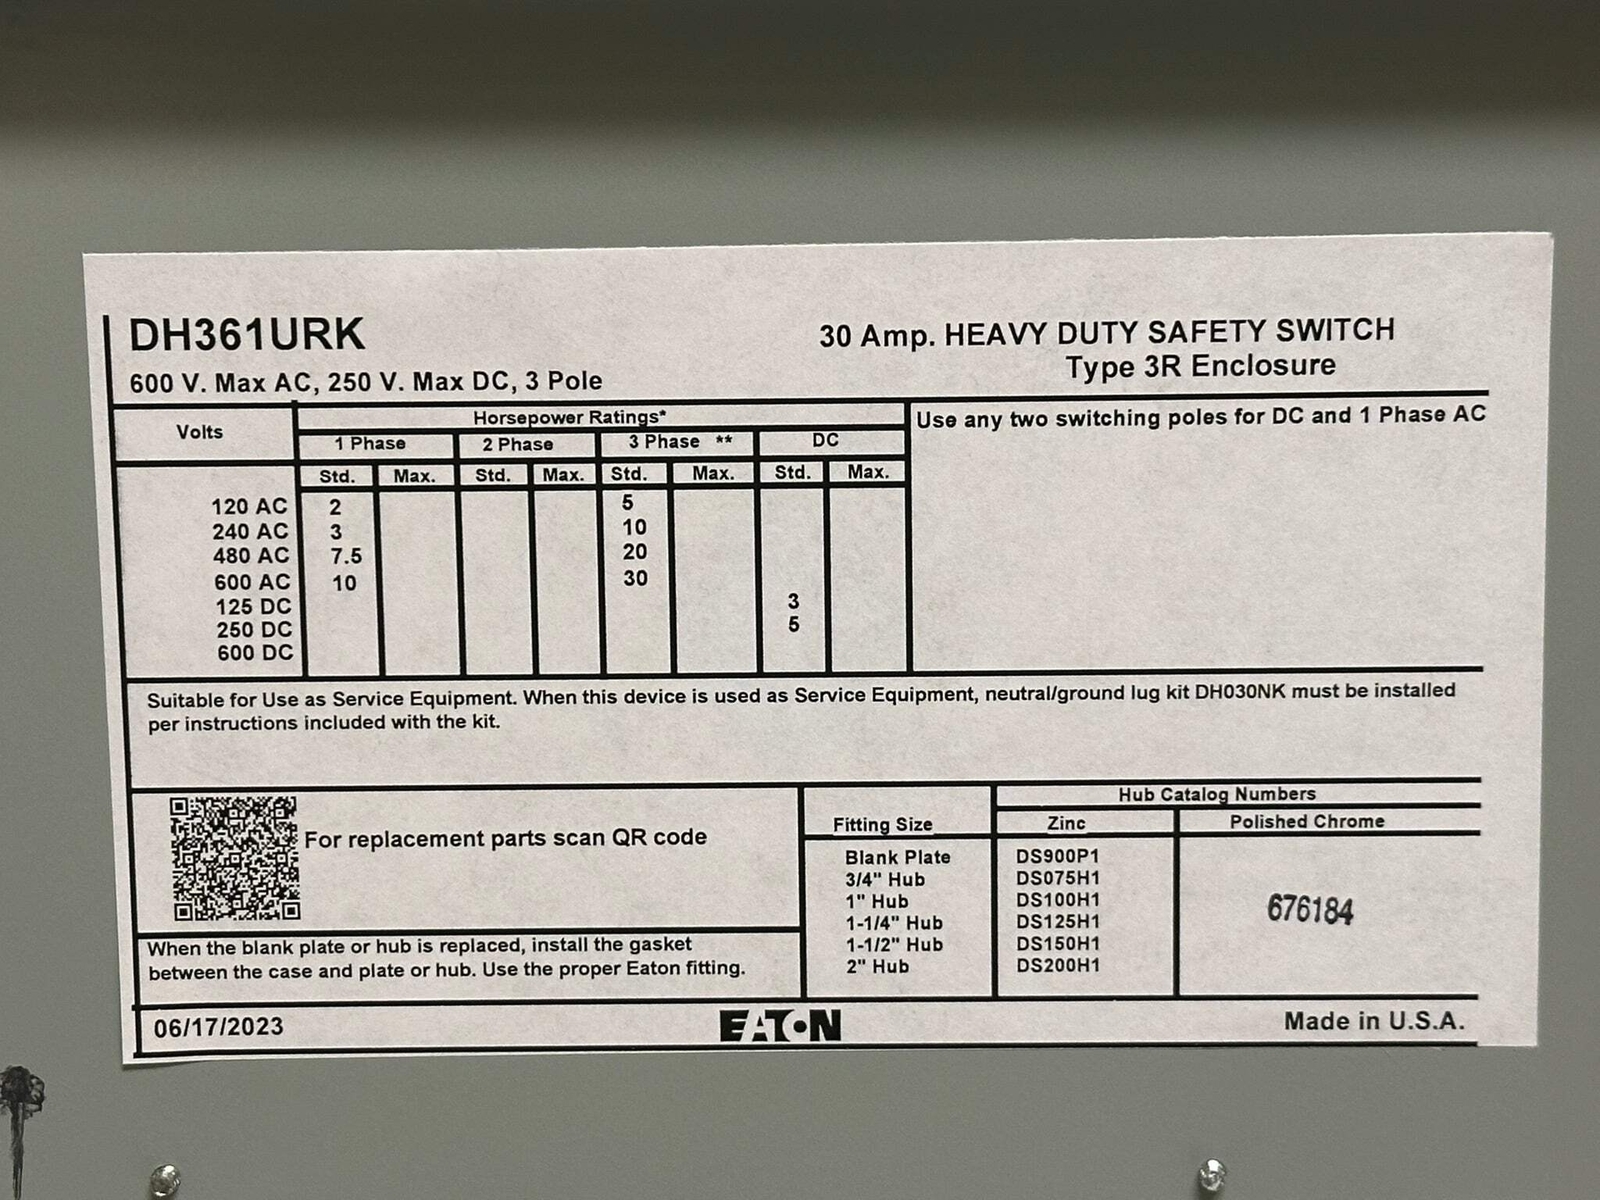 DH361URK
30 Amp. HEAVY DUTY SAFETY SWITCH
600 V. Max AC, 250 V. Max DC, 3 Pole
Type 3R Enclosure
Volts
Horsepower Ratings*
Use any two switching poles for DC and 1 Phase AC
1 Phase 2 Phase 3 Phase ** DC
Std. Max. Std. Max. Std. Max. Std. Max.
120 AC 2 5
240 AC 3 10
480 AC 7.5 20
600 AC 10 30
125 DC 3
250 DC 5
600 DC
Suitable for Use as Service Equipment. When this device is used as Service Equipment, neutral/ground lug kit DH030NK must be installed
per instructions included with the kit.
For replacement parts scan QR code
When the blank plate or hub is replaced, install the gasket
between the case and plate or hub. Use the proper Eaton fitting.
Hub Catalog Numbers
Fitting Size Zinc Polished Chrome
Blank Plate DS900P1
3/4" Hub DS075H1
1" Hub DS100H1
1-1/4" Hub DS125H1
1-1/2" Hub DS150H1
2" Hub DS200H1
676184
06/17/2023
EATON
Made in U.S.A.